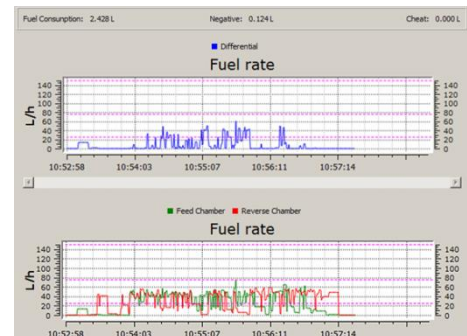 Fuel Consunption: 2.428 L Negative: 0.124 L Cheat: 0.000 L
Differential
Fuel rate
L/h
140 140
120 120
100 100
80 80
60 60
40 40
20 20
0 0
10:52:58 10:54:03 10:55:07 10:56:11 10:57:14
Feed Chamber Reverse Chamber
Fuel rate
L/h
140 140
120 120
100 100
80 80
60 60
40 40
20 20
0 0
10:52:58 10:54:03 10:55:07 10:56:11 10:57:14